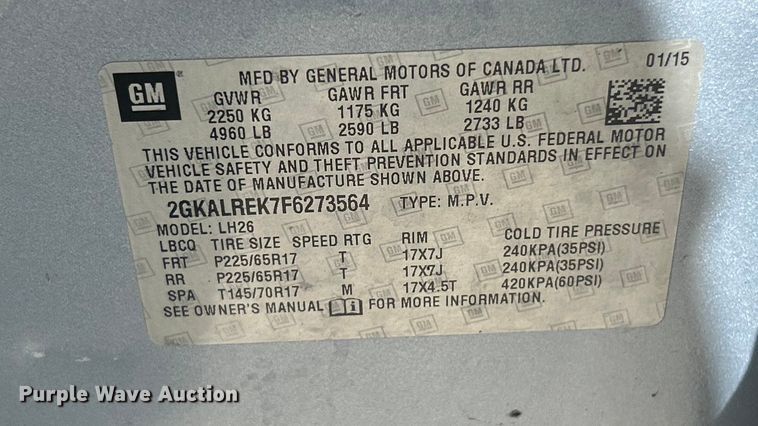 GM
MFD BY GENERAL MOTORS OF CANADA LTD. 01/15
GVWR GAWR FRT GAWR RR
2250 KG 1175 KG 1240 KG
4960 LB 2590 LB 2733 LB
THIS VEHICLE CONFORMS TO ALL APPLICABLE U.S. FEDERAL MOTOR
VEHICLE SAFETY AND THEFT PREVENTION STANDARDS IN EFFECT ON
THE DATE OF MANUFACTURE SHOWN ABOVE.
2GKALREK7F6273564 TYPE: M.P.V.
MODEL: LH26
LBCQ TIRE SIZE SPEED RTG RIM COLD TIRE PRESSURE
FRT P225/65R17 T 17X7J 240KPA(35PSI)
RR P225/65R17 T 17X7J 240KPA(35PSI)
SPA T145/70R17 M 17X4.5T 420KPA(60PSI)
SEE OWNER'S MANUAL FOR MORE INFORMATION.
Purple Wave Auction